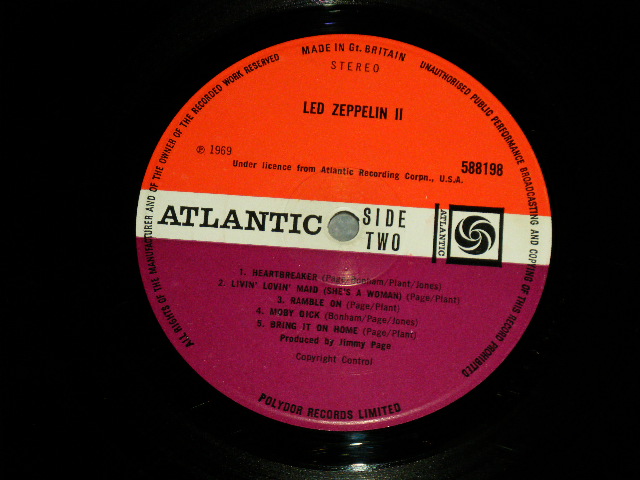 MADE IN Gt. BRITAIN
UNAUTHORISED PUBLIC PERFORMANCE BROADCASTING AND COPYING OF THIS RECORD PROHIBITED
ALL RIGHTS OF THE MANUFACTURER AND OF THE OWNER OF THE RECORDED WORK RESERVED
STEREO
LED ZEPPELIN II
℗ 1969
588198
Under licence from Atlantic Recording Corpn., U.S.A.
ATLANTIC
SIDE
TWO
ATLANTIC
1. HEARTBREAKER (Page/Bonham/Plant/Jones)
2. LIVIN' LOVIN' MAID (SHE'S A WOMAN) (Page/Plant)
3. RAMBLE ON (Page/Plant)
4. MOBY DICK (Bonham/Page/Jones)
5. BRING IT ON HOME (Page/Plant)
Produced by Jimmy Page
Copyright Control
POLYDOR RECORDS LIMITED